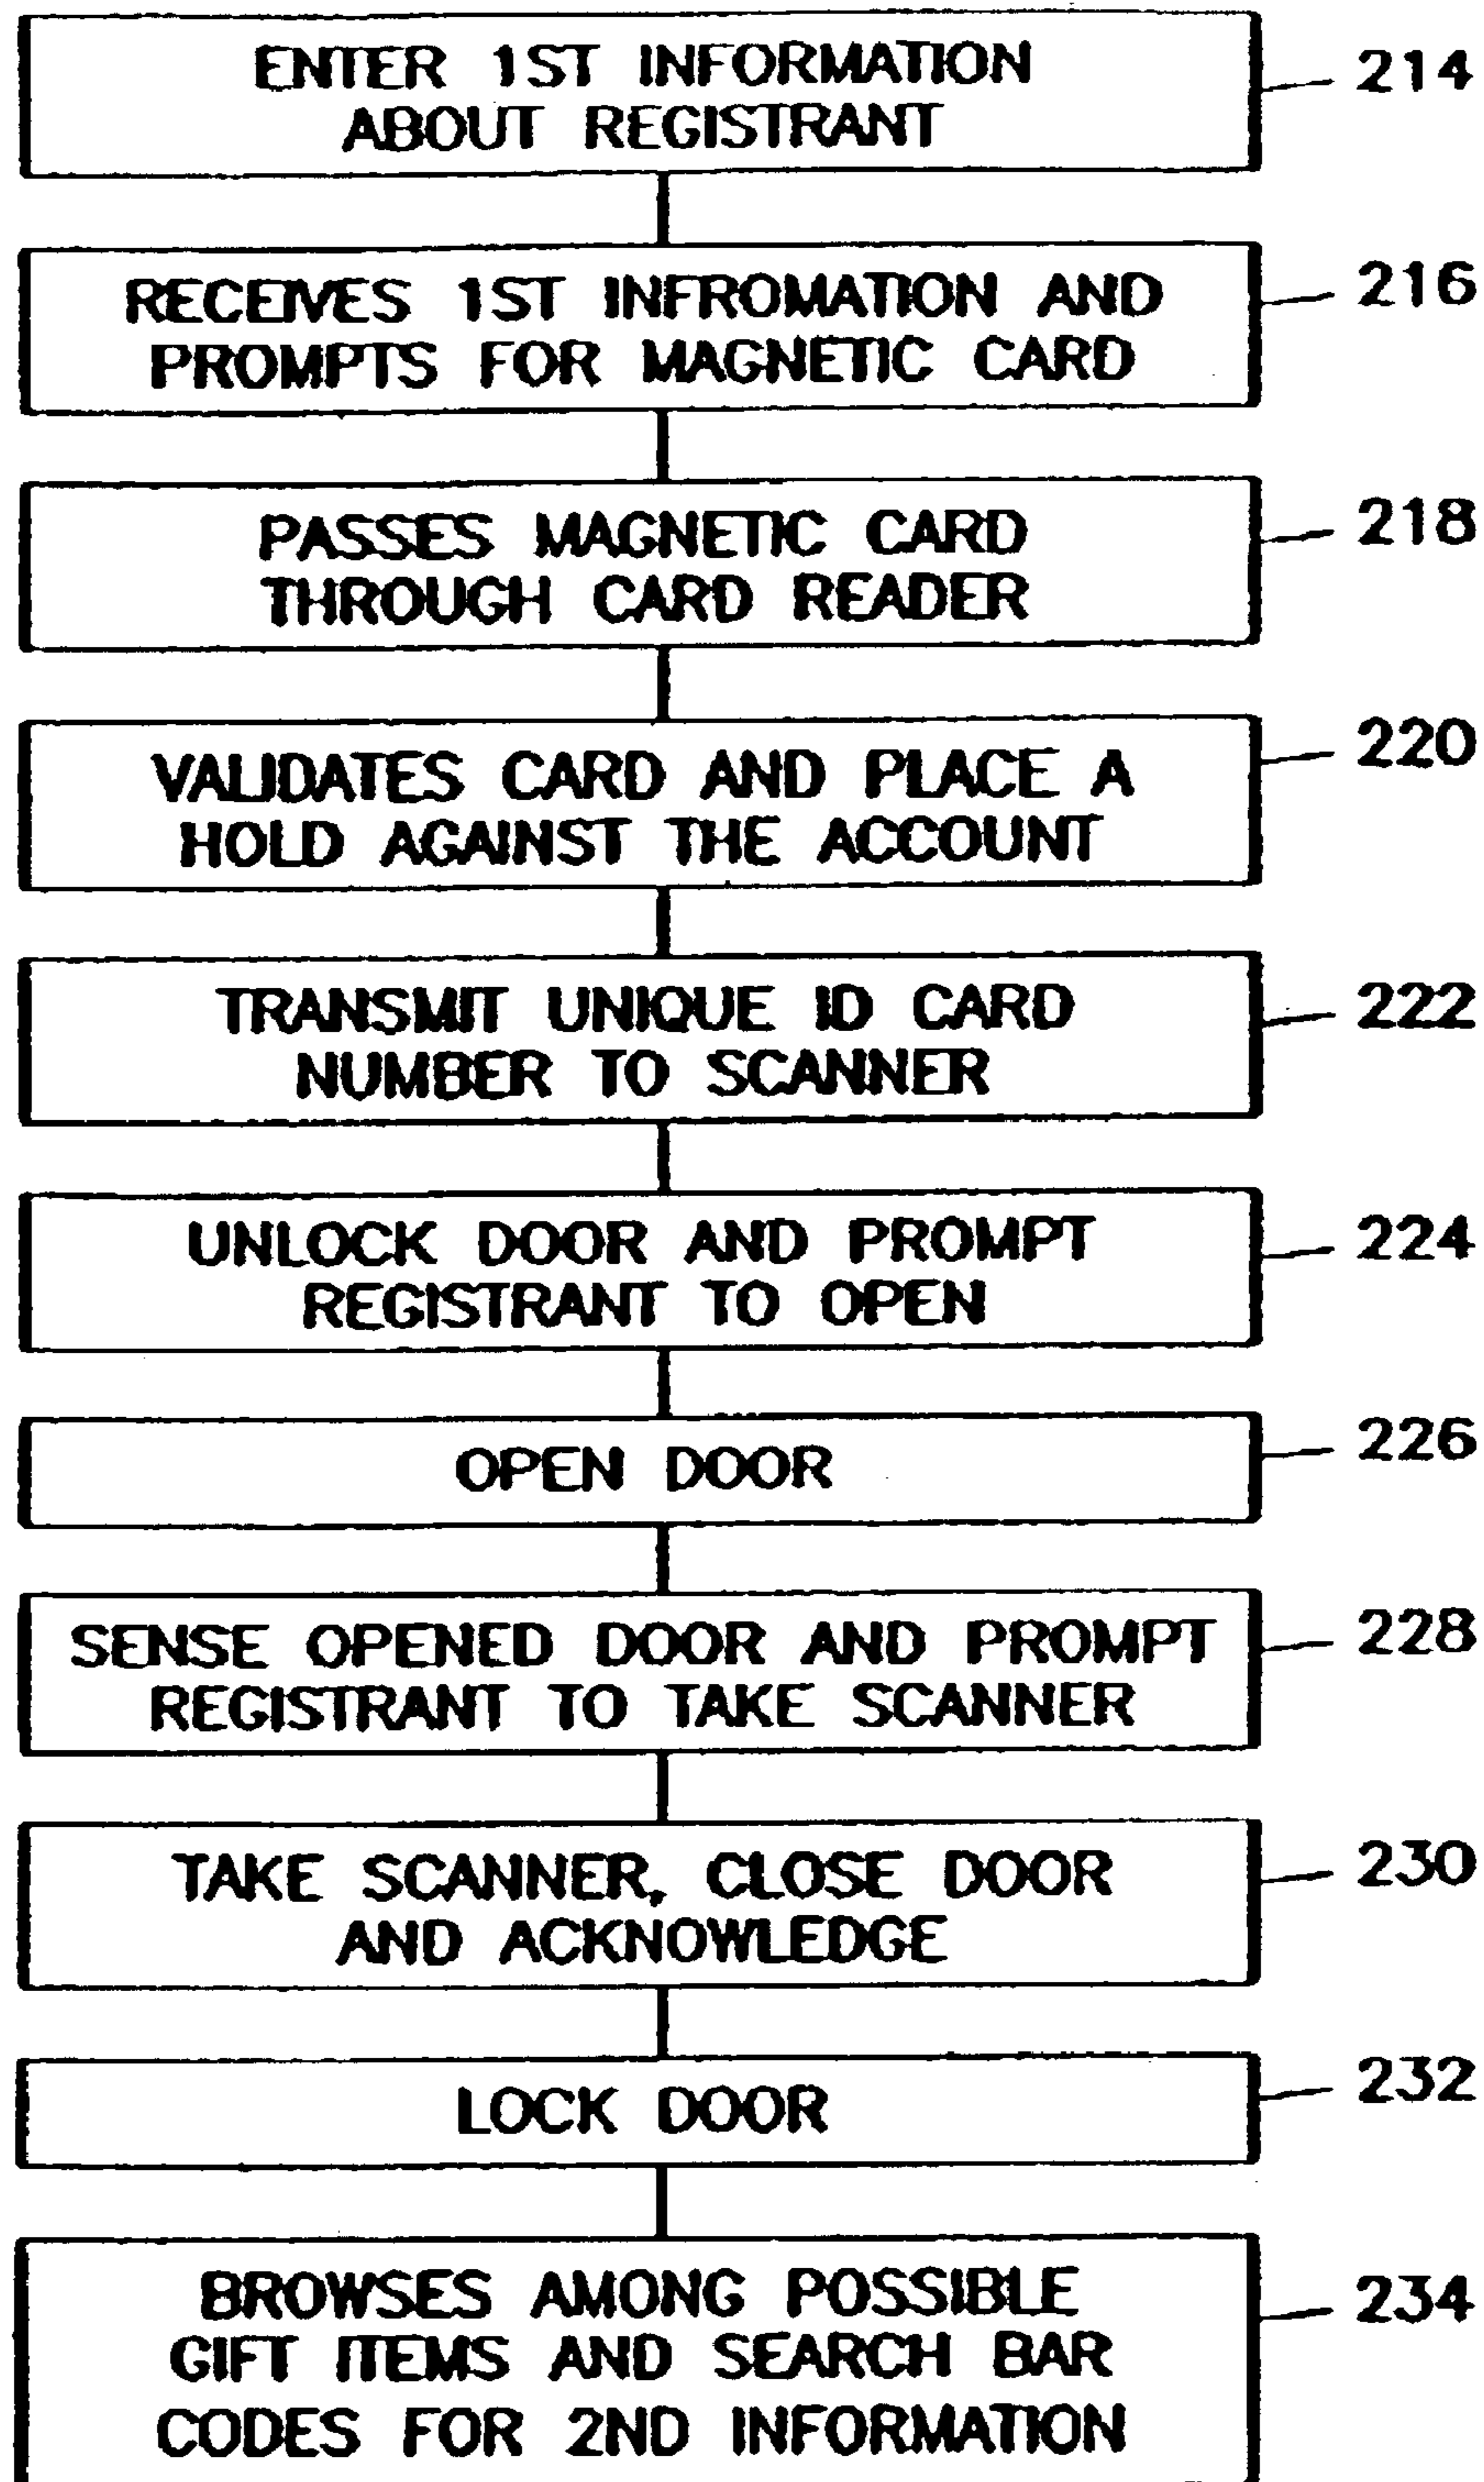 ENTER 1ST INFORMATION
ABOUT REGISTRANT
214
RECEIVES 1ST INFROMATION AND
PROMPTS FOR MAGNETIC CARD
216
PASSES MAGNETIC CARD
THROUGH CARD READER
218
VALIDATES CARD AND PLACE A
HOLD AGAINST THE ACCOUNT
220
TRANSMIT UNIQUE ID CARD
NUMBER TO SCANNER
222
UNLOCK DOOR AND PROMPT
REGISTRANT TO OPEN
224
OPEN DOOR
226
SENSE OPENED DOOR AND PROMPT
REGISTRANT TO TAKE SCANNER
228
TAKE SCANNER, CLOSE DOOR
AND ACKNOWLEDGE
230
LOCK DOOR
232
BROWSES AMONG POSSIBLE
GIFT ITEMS AND SEARCH BAR
CODES FOR 2ND INFORMATION
234